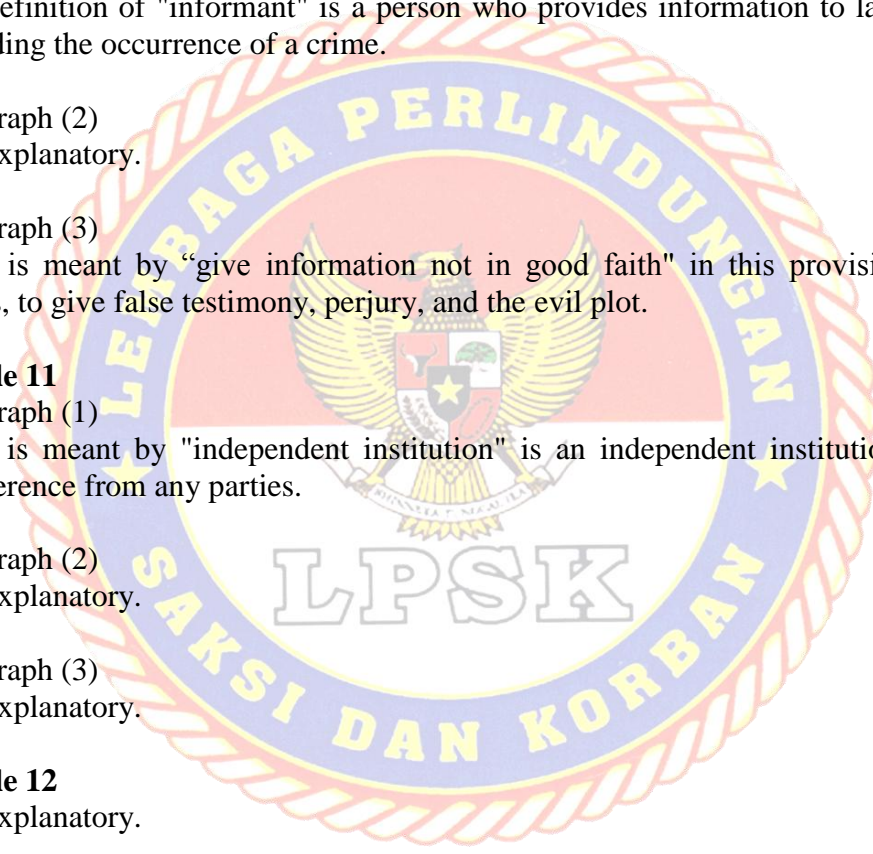 efinition of "informant" is a person who provides information to la
ding the occurrence of a crime.
raph (2)
xplanatory.
raph (3)
is meant by “give information not in good faith" in this provisi
, to give false testimony, perjury, and the evil plot.
le 11
raph (1)
is meant by "independent institution" is an independent institutio
erence from any parties.
raph (2)
xplanatory.
raph (3)
xplanatory.
le 12
xplanatory.
LEMBAGA PERLINDUNGAN
LPSK
SAKSI DAN KORBAN